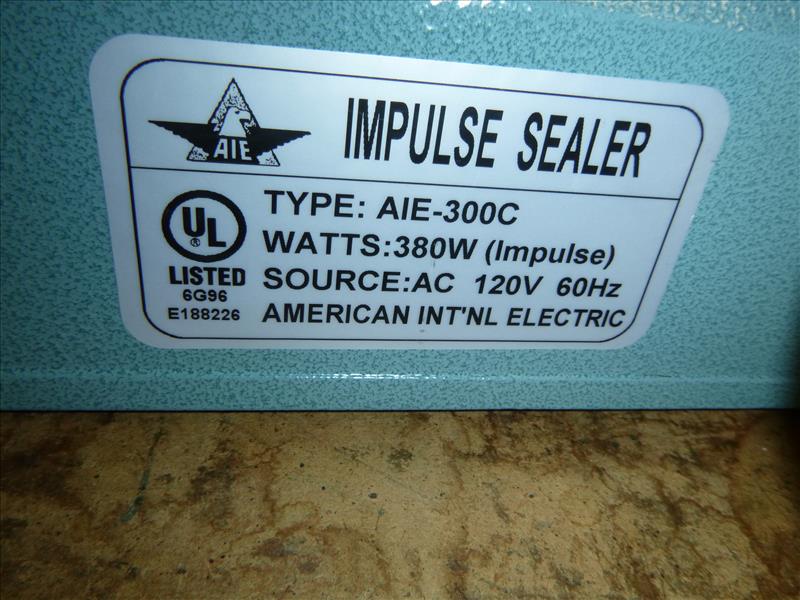 AIE
IMPULSE SEALER
UL
®
LISTED
6G96
E188226
TYPE: AIE-300C
WATTS:380W (Impulse)
SOURCE:AC 120V 60Hz
AMERICAN INT'NL ELECTRIC